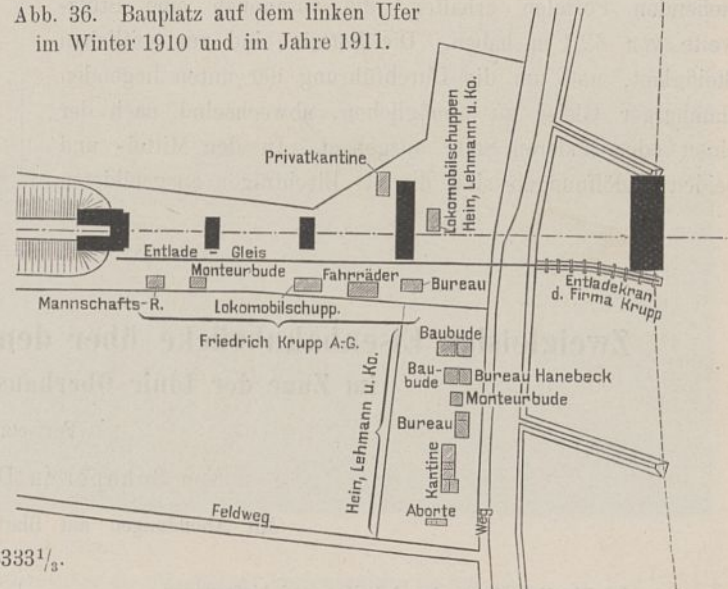 Abb. 36. Bauplatz auf dem linken Ufer
im Winter 1910 und im Jahre 1911.
Privatkantine
Lokomobilschuppen
Hein, Lehmann u. Ko.
Entlade - Gleis
Monteurbude
Fahrräder
Bureau
Entladekran
d. Firma Krupp
Mannschafts-R.
Lokomobilschupp.
Friedrich Krupp A-G.
Hein, Lehmann u. Ko.
Baubude
Bau-
bude
Bureau Hanebeck
Monteurbude
Bureau
Kantine
Aborte
Feldweg
Weg
333 1/3.